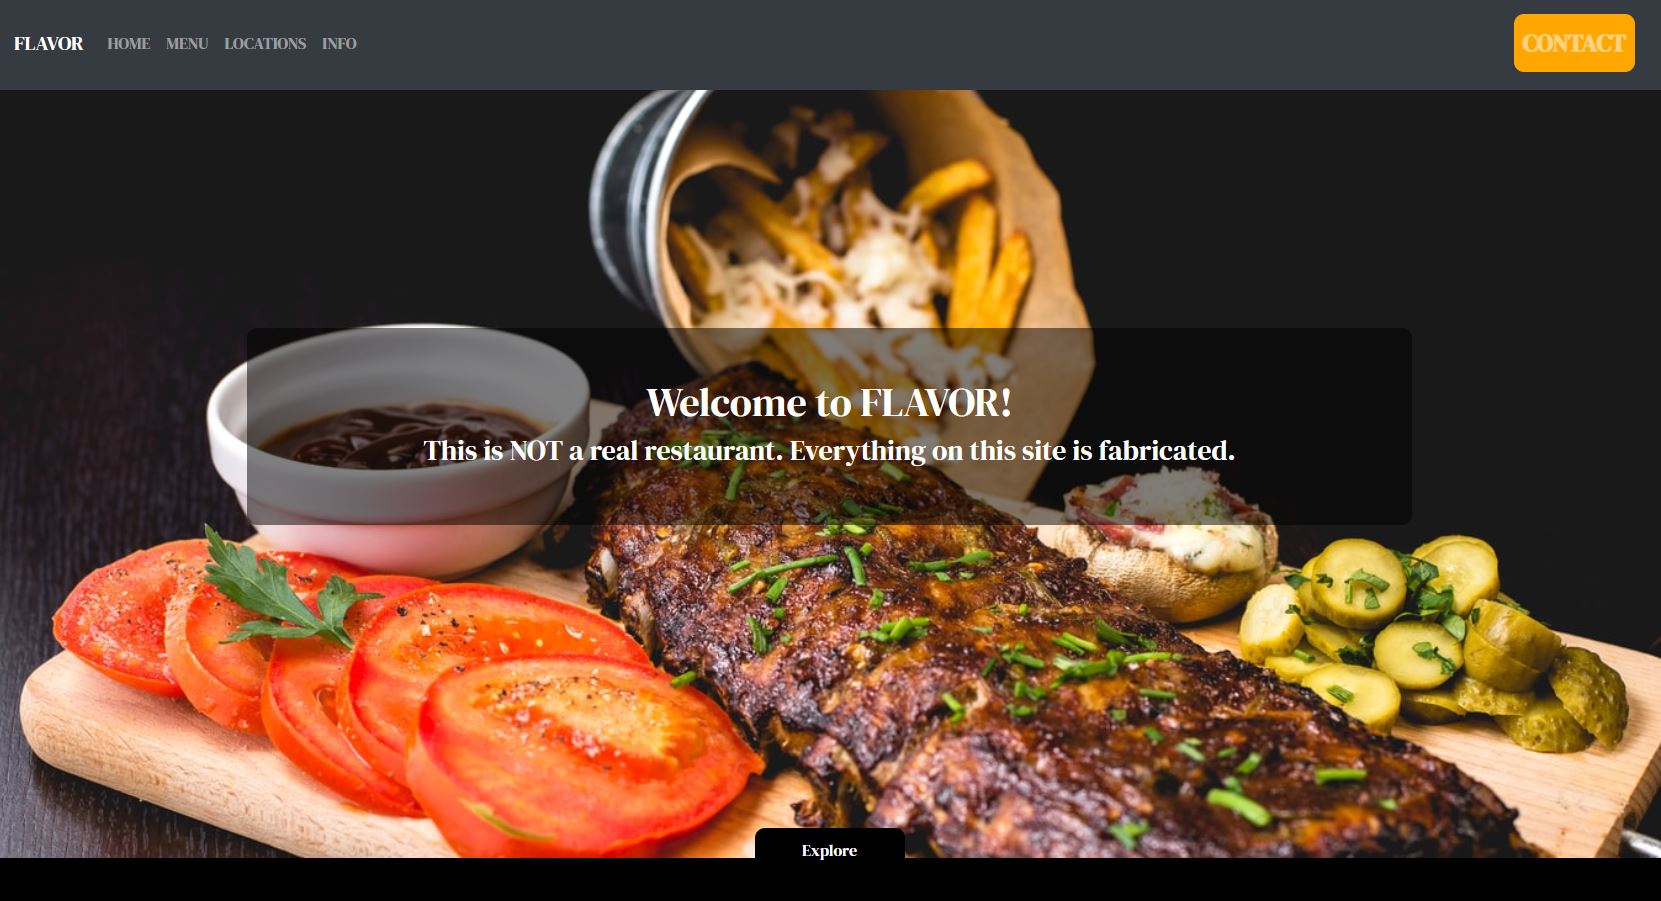 FLAVOR HOME MENU LOCATIONS INFO CONTACT
Welcome to FLAVOR!
This is NOT a real restaurant. Everything on this site is fabricated.
Explore